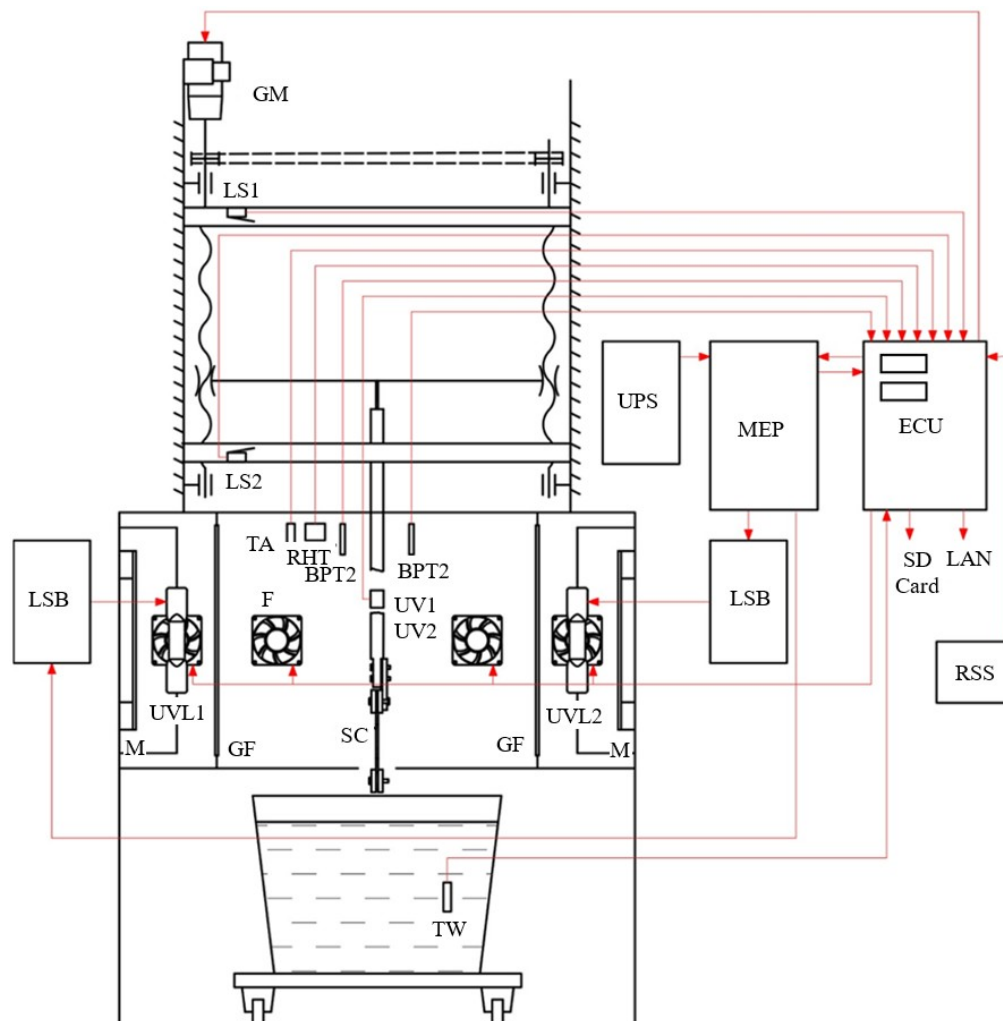 GM
LS1
UPS
MEP
ECU
LS2
TA
RHT
BPT2
BPT2
SD
Card
LAN
LSB
F
UV1
UV2
LSB
RSS
UVL1
UVL2
SC
M
GF
GF
M
TW